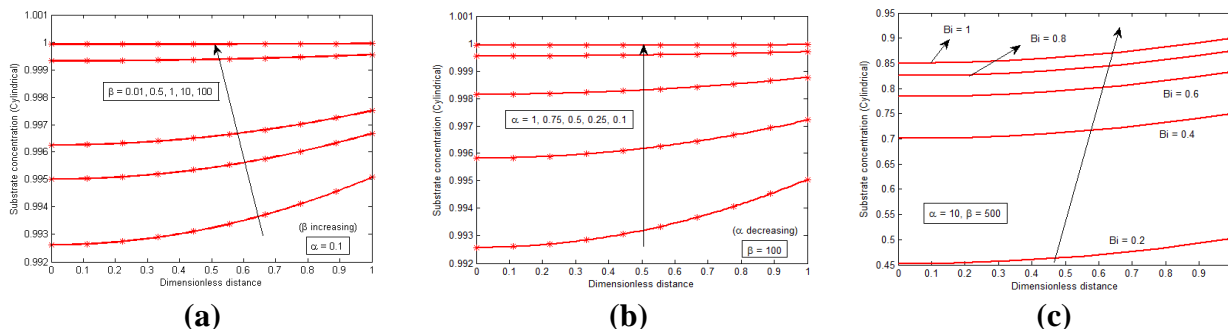 Substrate concentration (Cylindrical)
1.001
1
0.999
0.998
0.997
0.996
0.995
0.994
0.993
0.992
β = 0.01, 0.5, 1, 10, 100
(β increasing)
α = 0.1
0 0.1 0.2 0.3 0.4 0.5 0.6 0.7 0.8 0.9 1
Dimensionless distance
(a)
Substrate concentration (Cylindrical)
1.001
1
0.999
0.998
0.997
0.996
0.995
0.994
0.993
0.992
α = 1, 0.75, 0.5, 0.25, 0.1
(α decreasing)
β = 100
0 0.1 0.2 0.3 0.4 0.5 0.6 0.7 0.8 0.9 1
Dimensionless distance
(b)
Substrate concentration (Cylindrical)
0.95
0.9
0.85
0.8
0.75
0.7
0.65
0.6
0.55
0.5
0.45
Bi = 1
Bi = 0.8
Bi = 0.6
Bi = 0.4
α = 10, β = 500
Bi = 0.2
0 0.1 0.2 0.3 0.4 0.5 0.6 0.7 0.8 0.9 1
Dimensionless distance
(c)